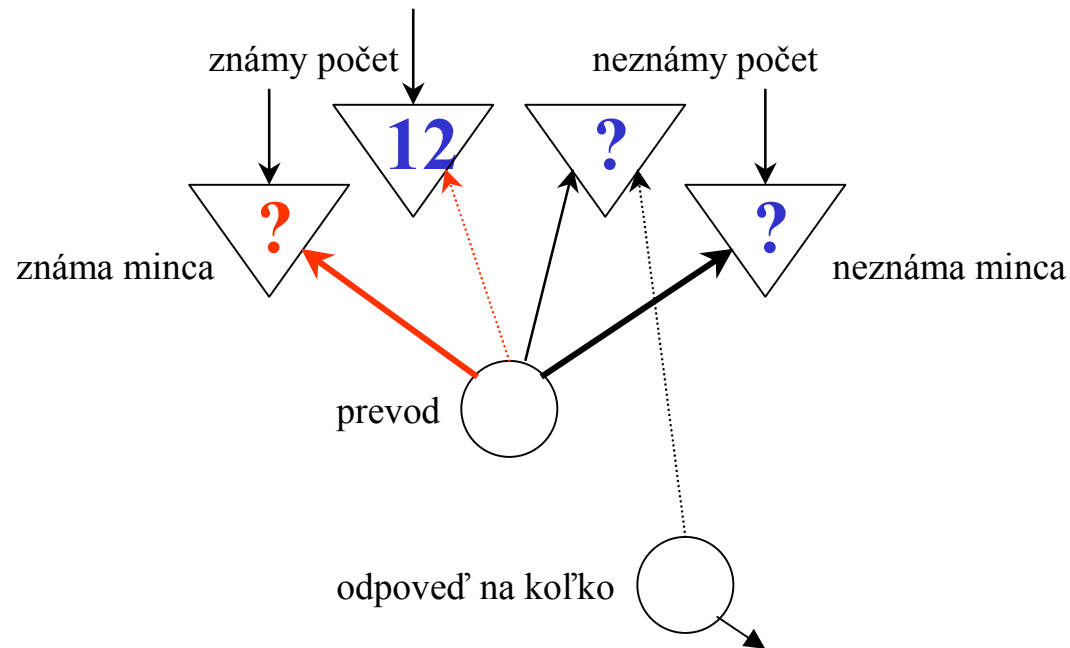 známy počet neznámy počet
12 ?
? ?
známa minca neznáma minca
prevod
odpoveď na koľko